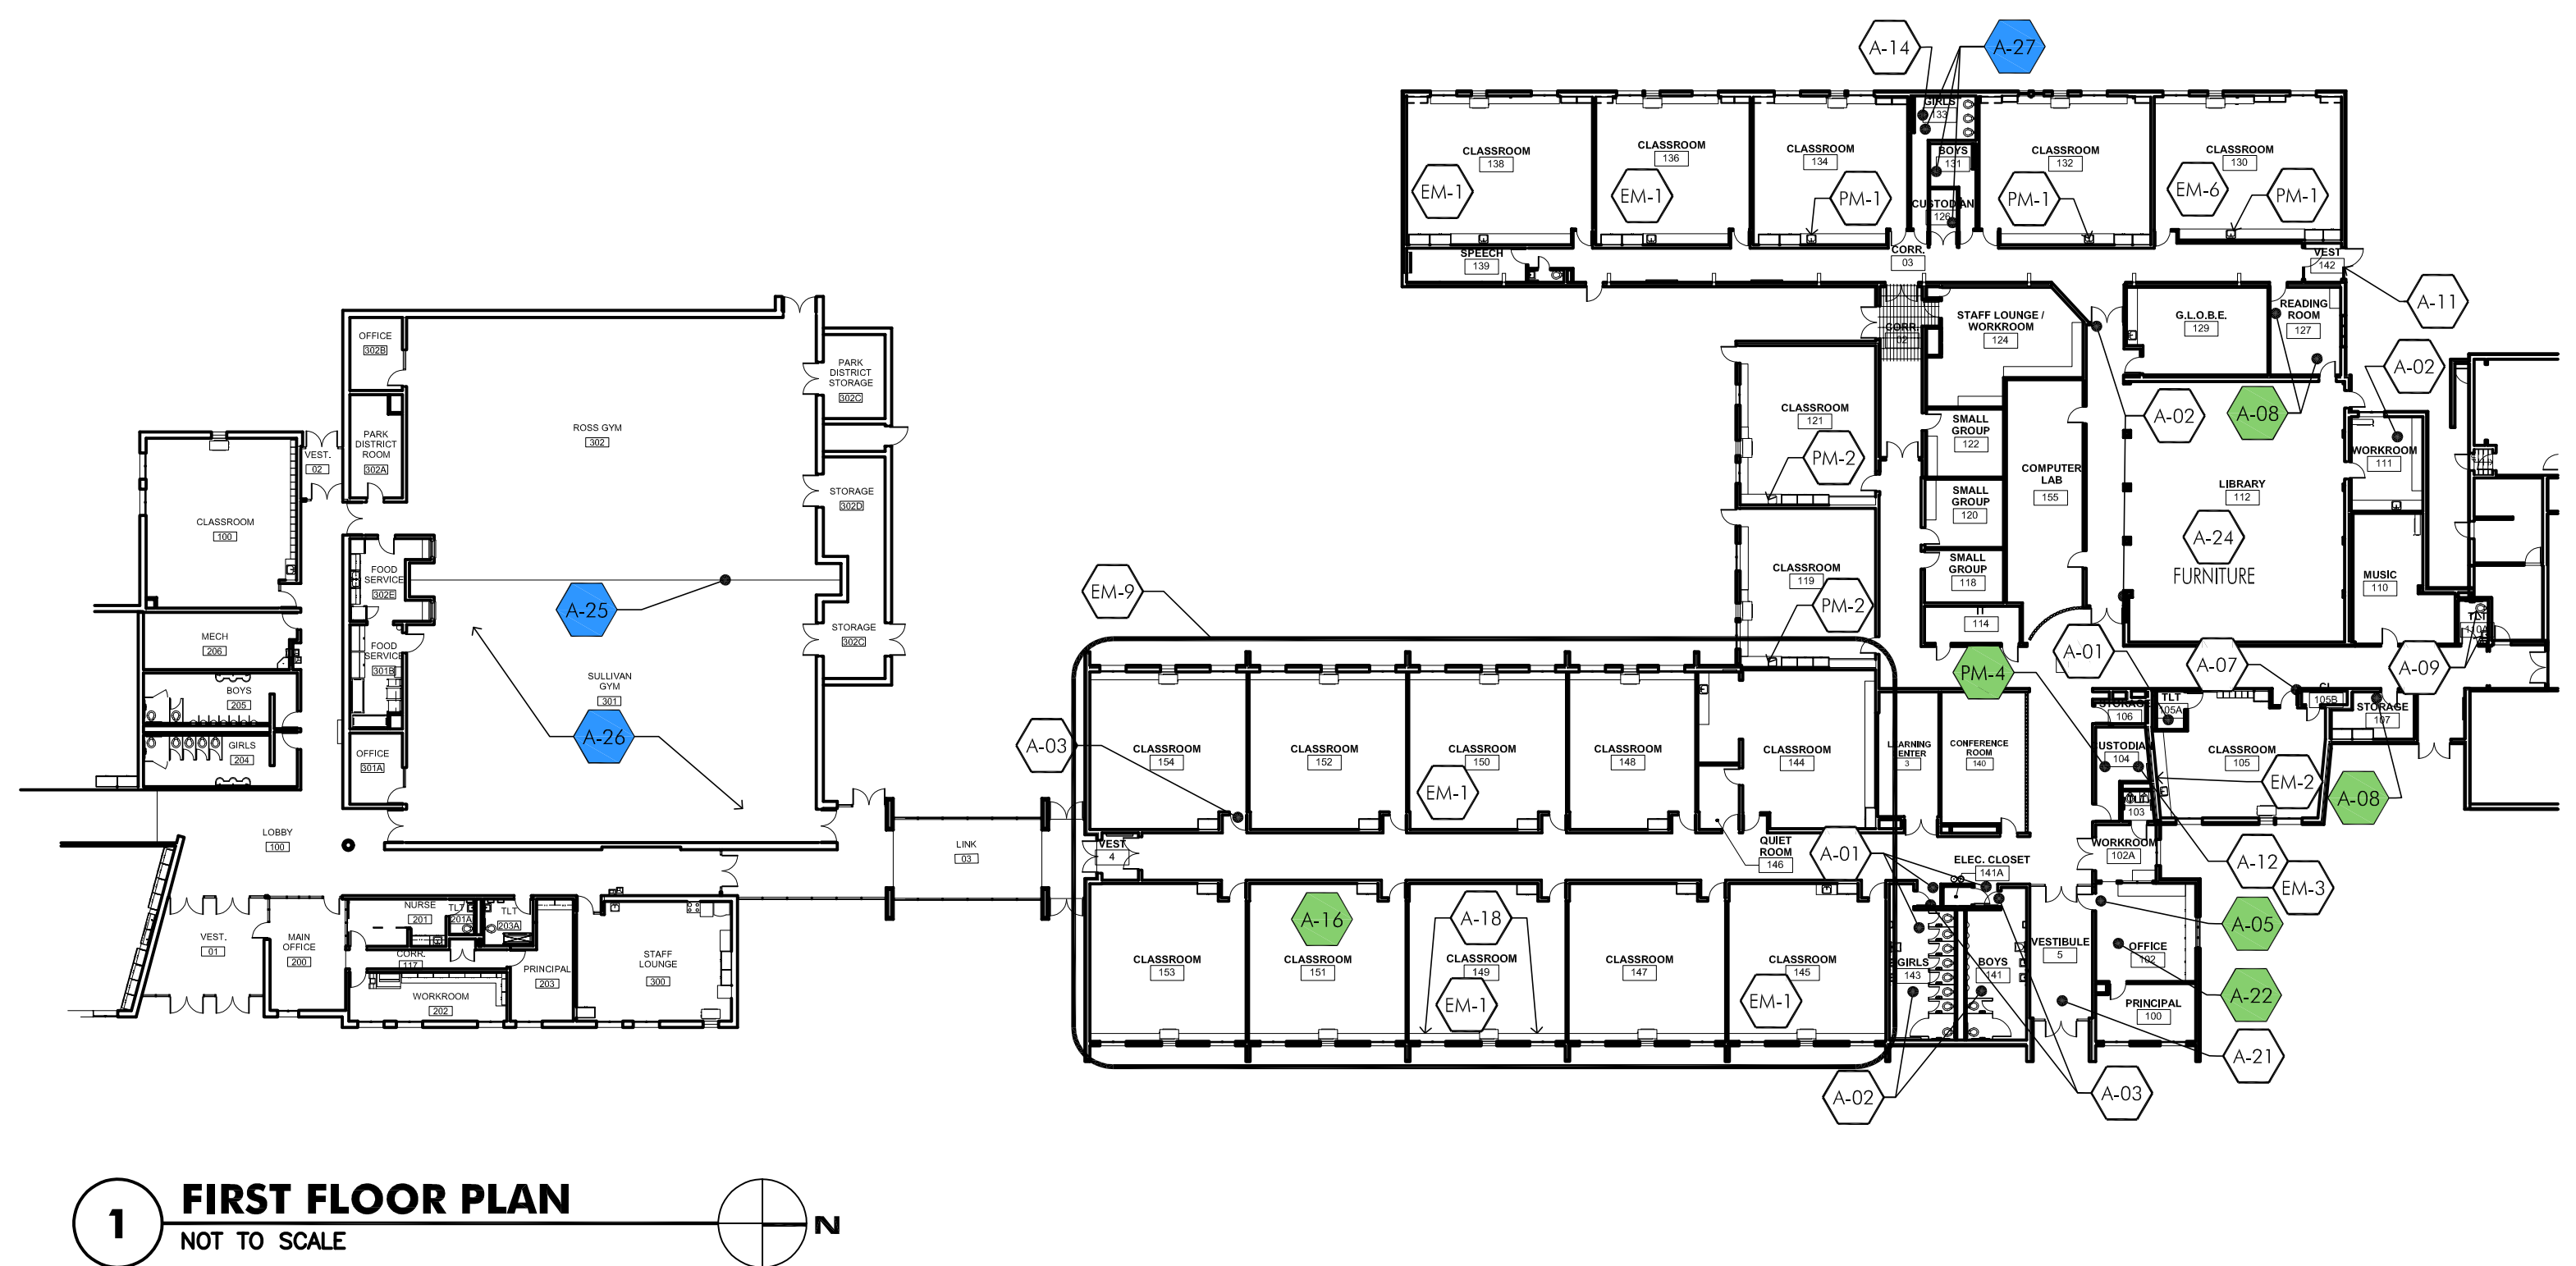 A-14
A-27
GIRLS
133
CLASSROOM
138
CLASSROOM
136
CLASSROOM
134
BOYS
131
CLASSROOM
132
CLASSROOM
130
EM-1
EM-1
PM-1
CUSTODIAN
126
PM-1
EM-6
PM-1
SPEECH
139
CORR.
03
VEST
142
A-11
OFFICE
302B
PARK
DISTRICT
STORAGE
302C
CORR.
02
STAFF LOUNGE /
WORKROOM
124
G.L.O.B.E.
129
READING
ROOM
127
A-02
A-02
A-08
ROSS GYM
302
PARK
DISTRICT
ROOM
302A
VEST.
02
CLASSROOM
121
PM-2
SMALL
GROUP
122
COMPUTER
LAB
155
WORKROOM
111
LIBRARY
112
STORAGE
302D
SMALL
GROUP
120
CLASSROOM
100
A-24
FURNITURE
FOOD
SERVICE
302E
SMALL
GROUP
118
CLASSROOM
119
PM-2
MUSIC
110
EM-9
A-25
IT
114
TLT
110A
MECH
206
STORAGE
302C
FOOD
SERVICE
301B
A-01
A-07
A-09
PM-4
SULLIVAN
GYM
301
BOYS
205
CL
105B
TLT
105A
STORAGE
106
STORAGE
107
A-26
A-03
GIRLS
204
OFFICE
301A
CLASSROOM
154
CLASSROOM
152
CLASSROOM
150
CLASSROOM
148
CLASSROOM
144
LEARNING
CENTER
3
CONFERENCE
ROOM
140
CUSTODIAN
104
CLASSROOM
105
EM-2
EM-1
A-08
TLT
103
LOBBY
100
LINK
03
VEST
4
QUIET
ROOM
146
A-01
ELEC. CLOSET
141A
WORKROOM
102A
A-12
EM-3
NURSE
201
TLT
201A
TLT
203A
A-16
A-18
A-05
VEST.
01
MAIN
OFFICE
200
CORR.
117
PRINCIPAL
203
STAFF
LOUNGE
300
CLASSROOM
153
CLASSROOM
151
CLASSROOM
149
CLASSROOM
147
CLASSROOM
145
GIRLS
143
BOYS
141
VESTIBULE
5
OFFICE
102
WORKROOM
202
EM-1
EM-1
A-22
PRINCIPAL
100
A-21
A-02
A-03
1
FIRST FLOOR PLAN
NOT TO SCALE
N